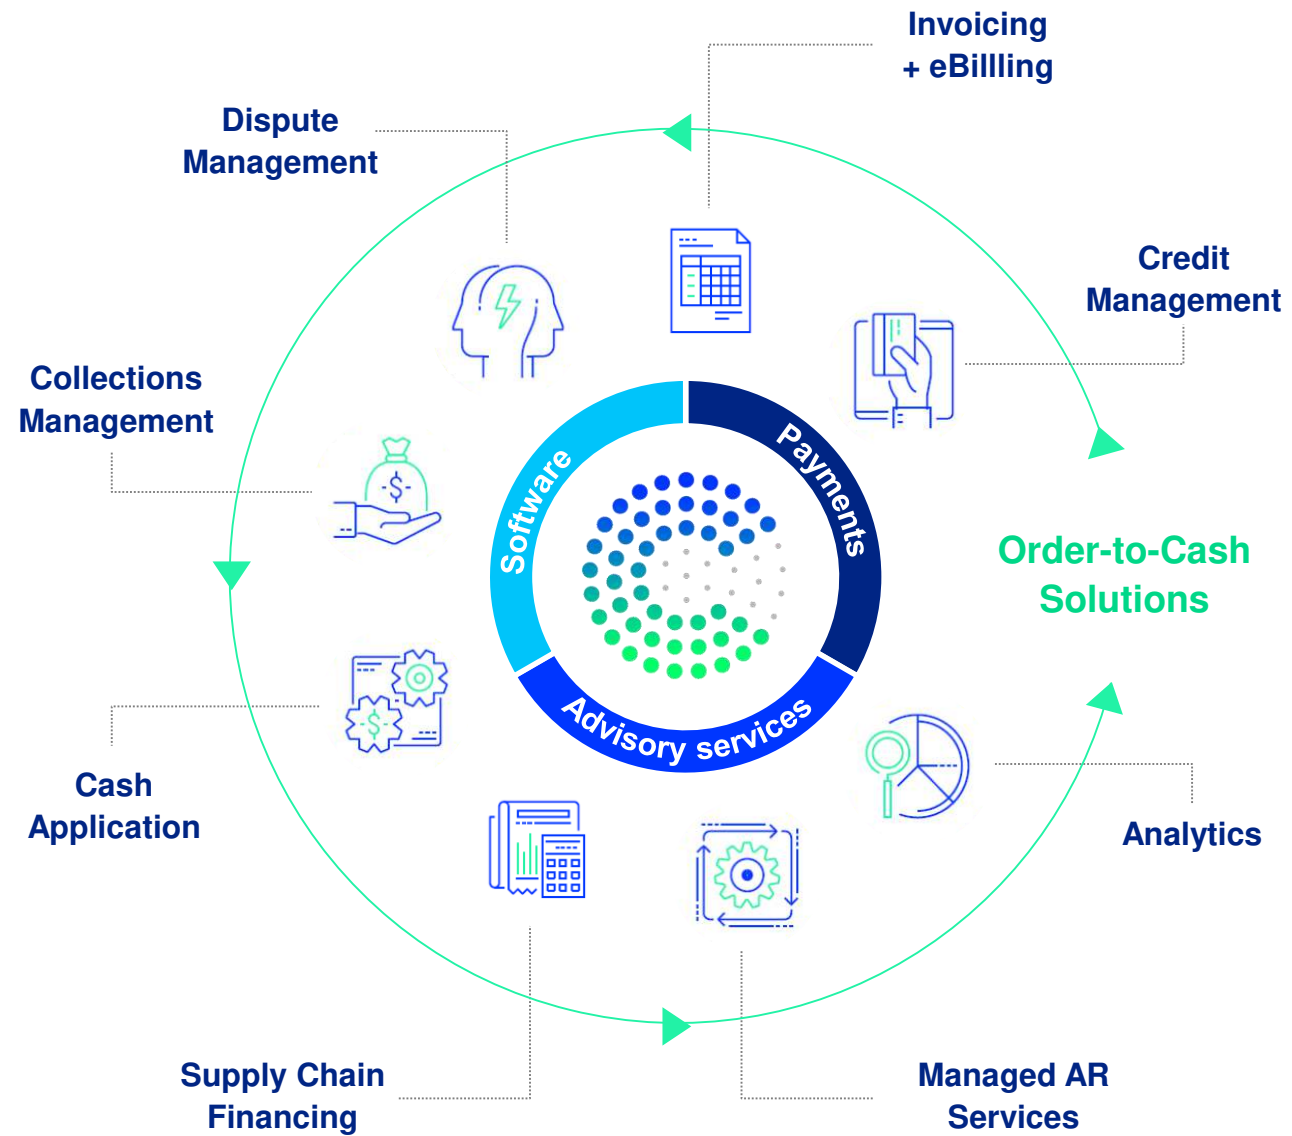 Invoicing
+ eBillling
Dispute
Management
Credit
Management
Collections
Management
Software
Payments
Advisory services
Order-to-Cash
Solutions
Cash
Application
Analytics
Supply Chain
Financing
Managed AR
Services
-$-
-$-